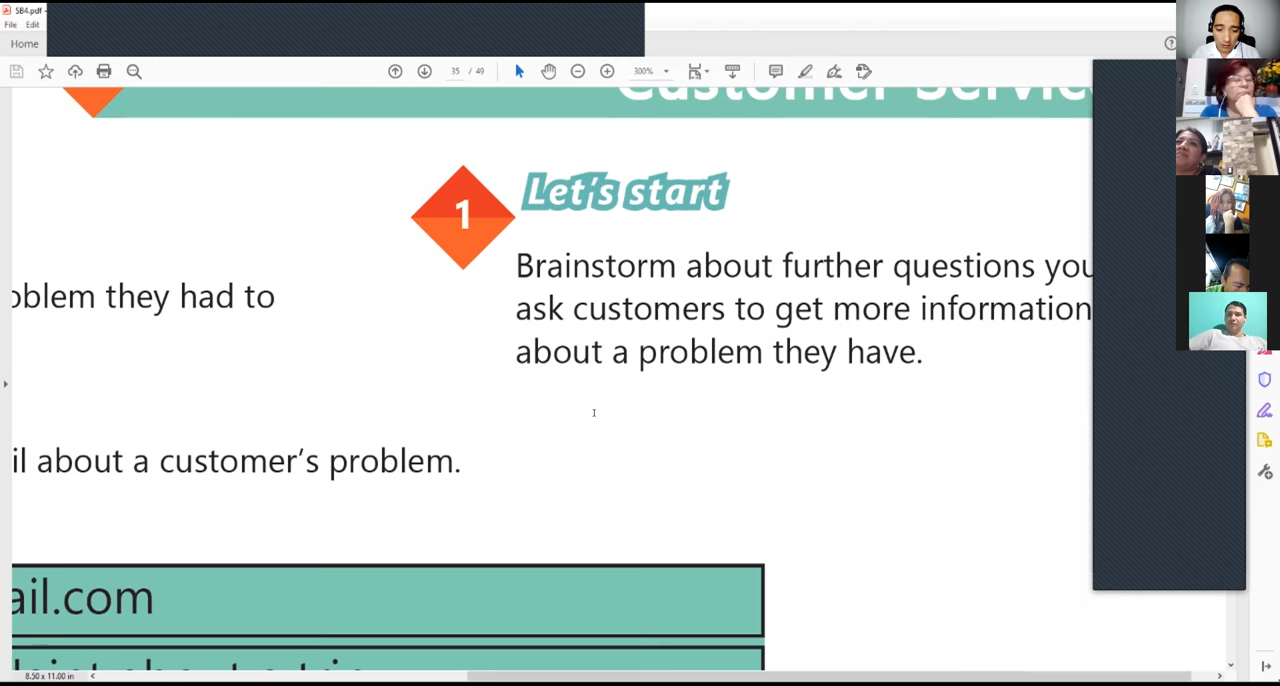 SB4.pdf -
File Edit
Home
35 / 49
300%
Customer Servic
1
Let's start
Brainstorm about further questions you
ask customers to get more information
about a problem they have.
oblem they had to
il about a customer's problem.
ail.com
8.50 x 11.00 in